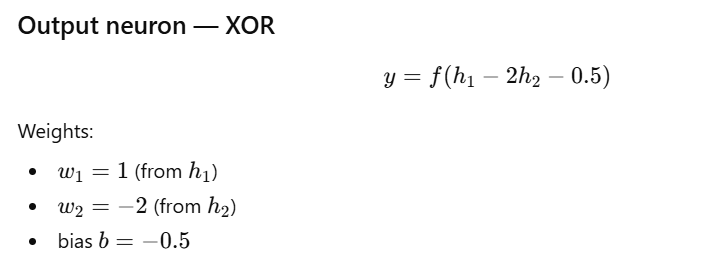 Output neuron — XOR
y = f(h₁ − 2h₂ − 0.5)
Weights:
• w₁ = 1 (from h₁)
• w₂ = −2 (from h₂)
• bias b = −0.5